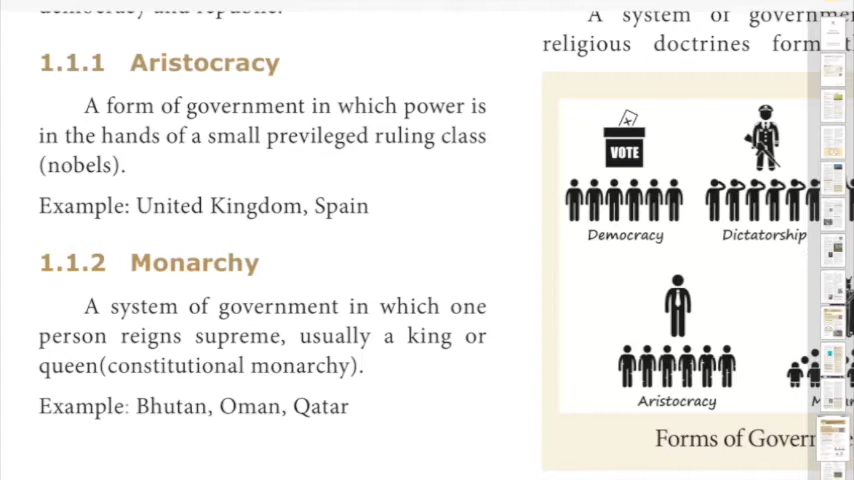 1.1.1 Aristocracy
A form of government in which power is
in the hands of a small previleged ruling class
(nobels).
Example: United Kingdom, Spain
1.1.2 Monarchy
A system of government in which one
person reigns supreme, usually a king or
queen(constitutional monarchy).
Example: Bhutan, Oman, Qatar
A system of
religious doctrines
VOTE
Democracy
Dictatorship
Aristocracy
Forms of